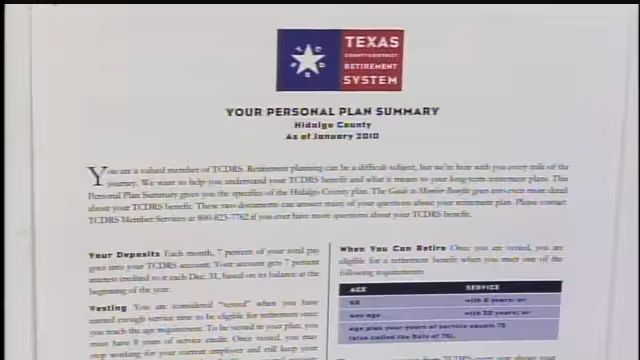 TEXAS
COUNTY&DISTRICT
RETIREMENT
SYSTEM
YOUR PERSONAL PLAN SUMMARY
Hidalgo County
As of January 2010
You are a valued member of TCDRS. Retirement planning can be a difficult subject, but we're here with you every mile of the
journey. We want to help you understand your TCDRS benefit and what it means to your long-term retirement plans. This
Personal Plan Summary gives you the specifics of the Hidalgo County plan. The Guide to Member Benefits goes into even more detail
about your TCDRS benefit. These two documents can answer many of your questions about your retirement plan. Please contact
TCDRS Member Services at 800-823-7782 if you ever have more questions about your TCDRS benefit.
Your Deposits Each month, 7 percent of your total pay
goes into your TCDRS account. Your account gets 7 percent
interest credited to it each Dec. 31, based on its balance at the
beginning of the year.
Vesting You are considered "vested" when you have
earned enough service time to be eligible for retirement once
you reach the age requirement. To be vested in your plan, you
must have 8 years of service credit. Once vested, you may
stop working for your current employer and still keep your
When You Can Retire Once you are vested, you are
eligible for a retirement benefit when you meet one of the
following requirements:
AGE SERVICE
with 8 years; or
Any age with years; or
Age plus your years of service equals 75
(also called the Rule of 75).